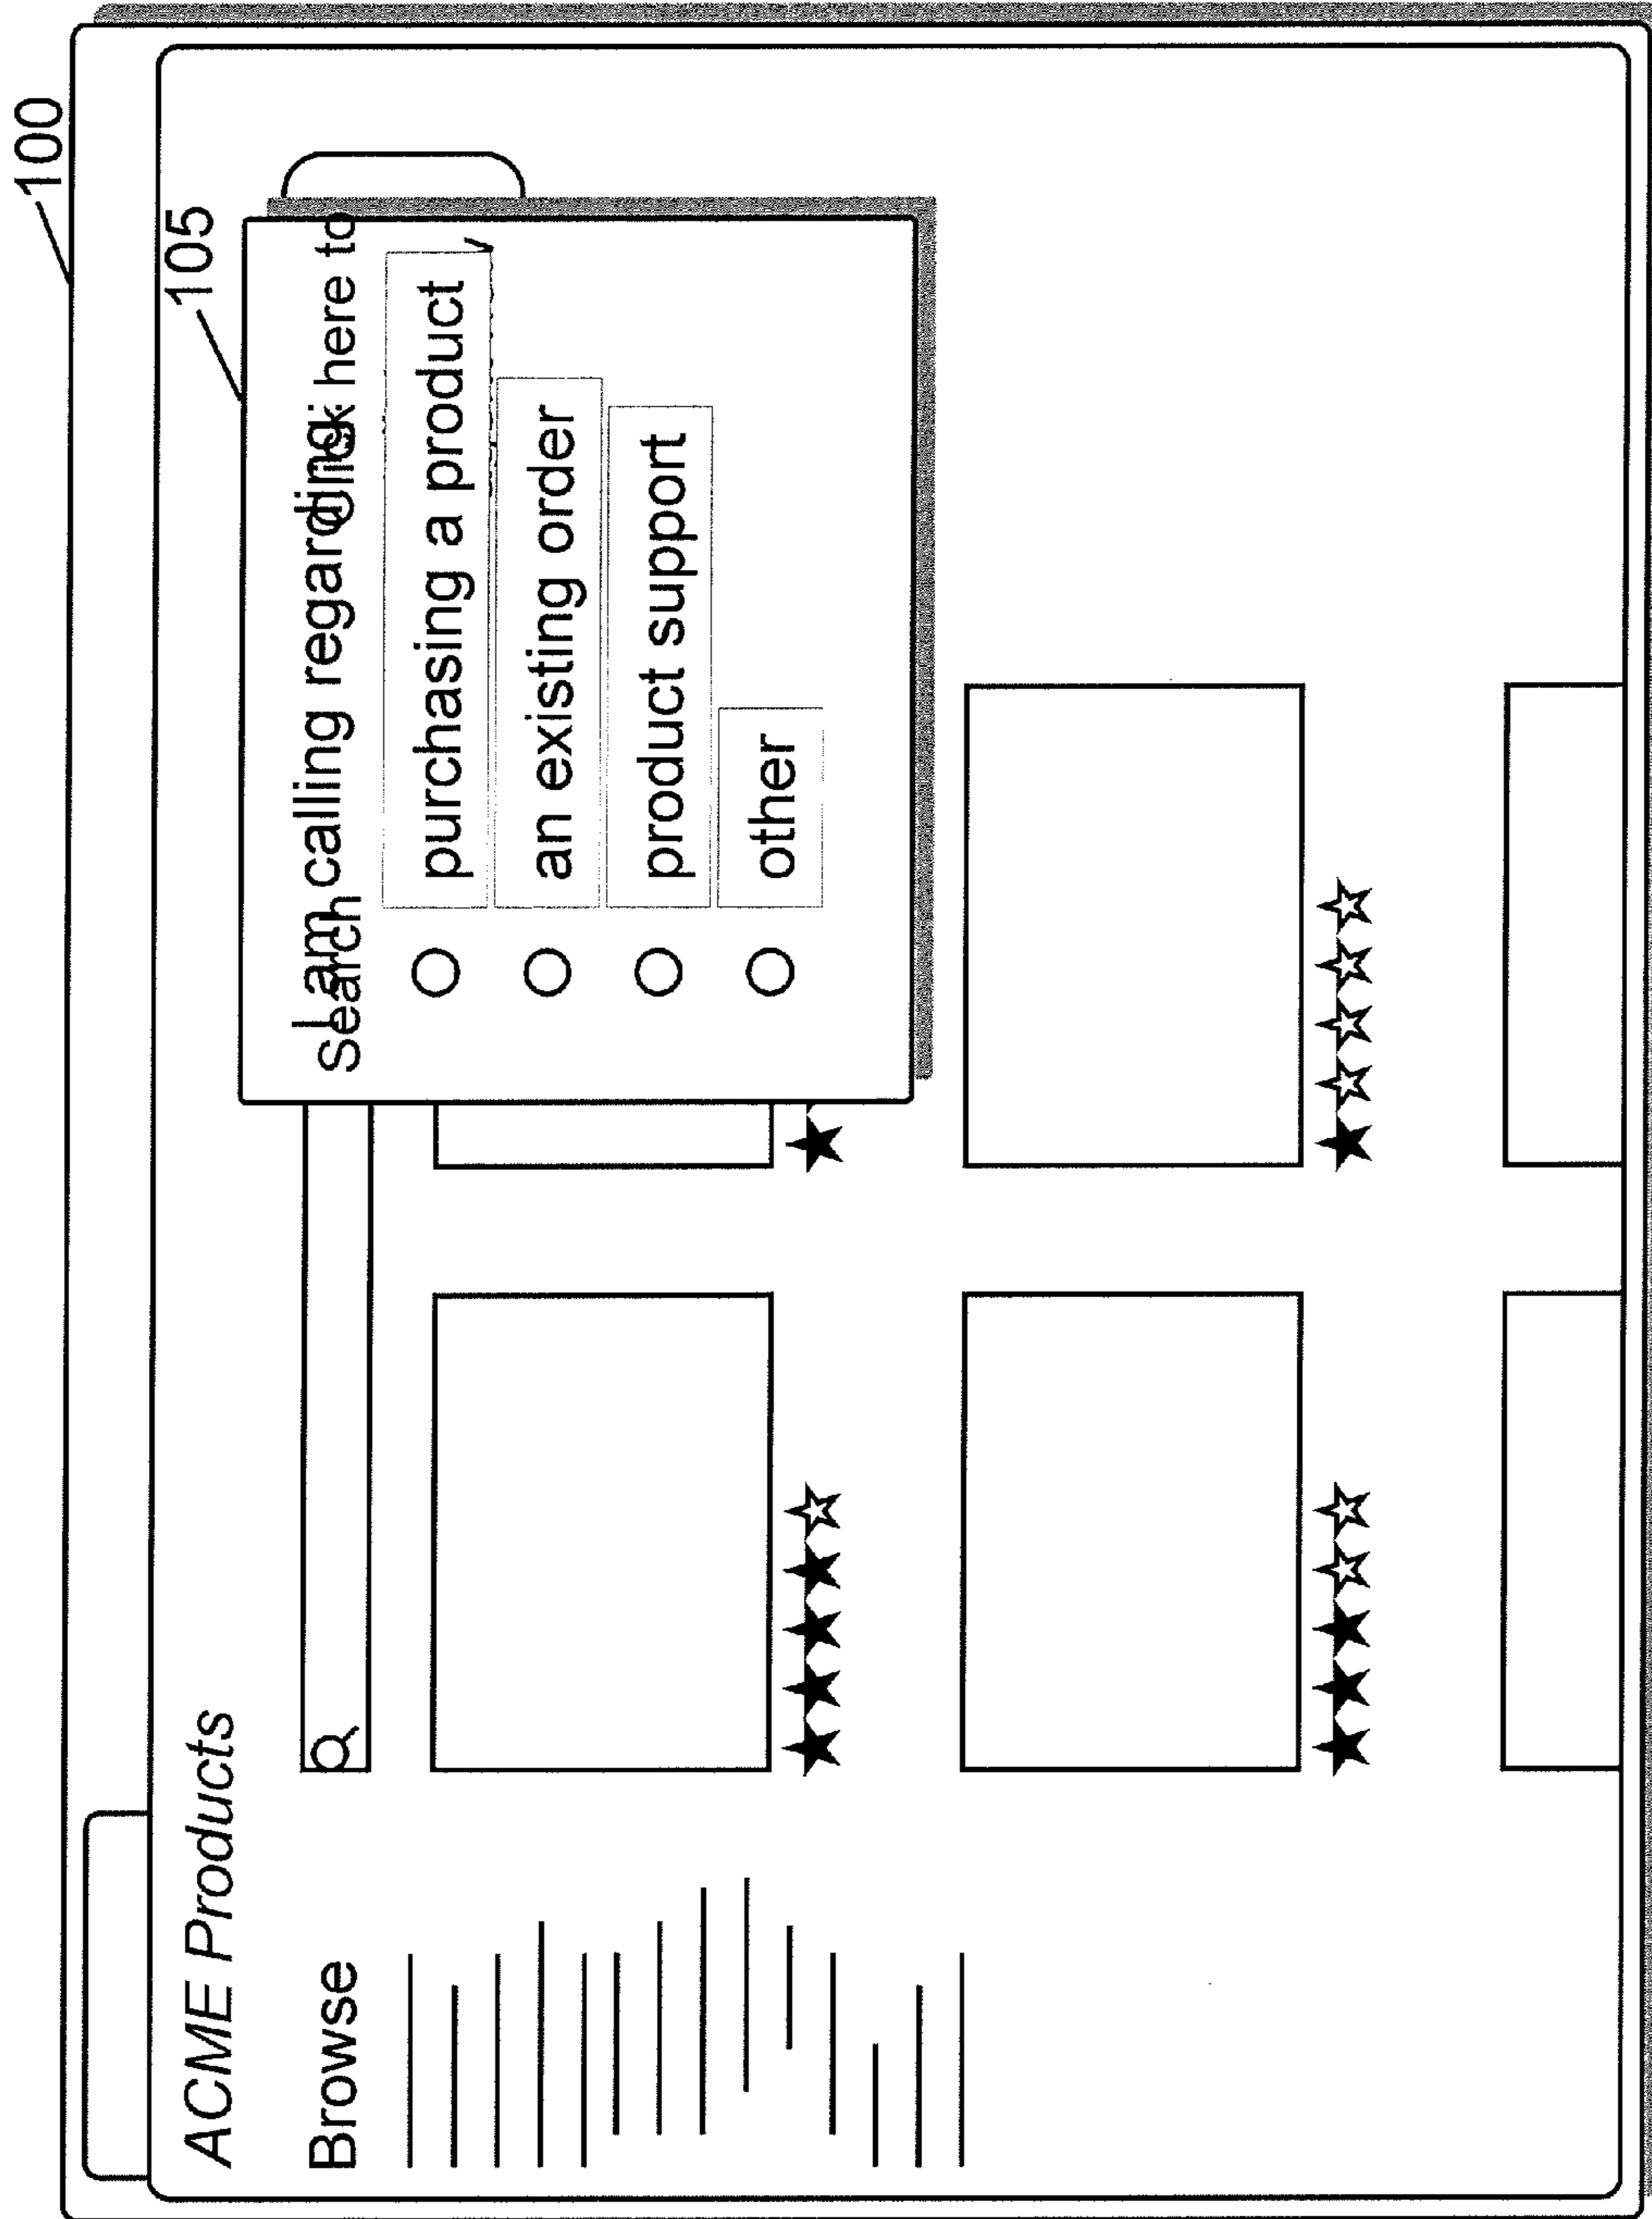 100
105
ACME Products
Browse
Search
I am calling regarding:
here to
purchasing a product
an existing order
product support
other